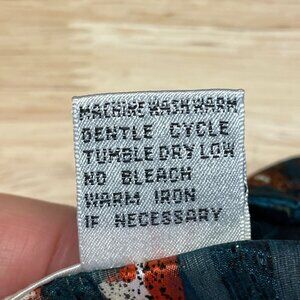 MACHINE WASH WARM
GENTLE CYCLE
TUMBLE DRY LOW
NO BLEACH
WARM IRON
IF NECESSARY